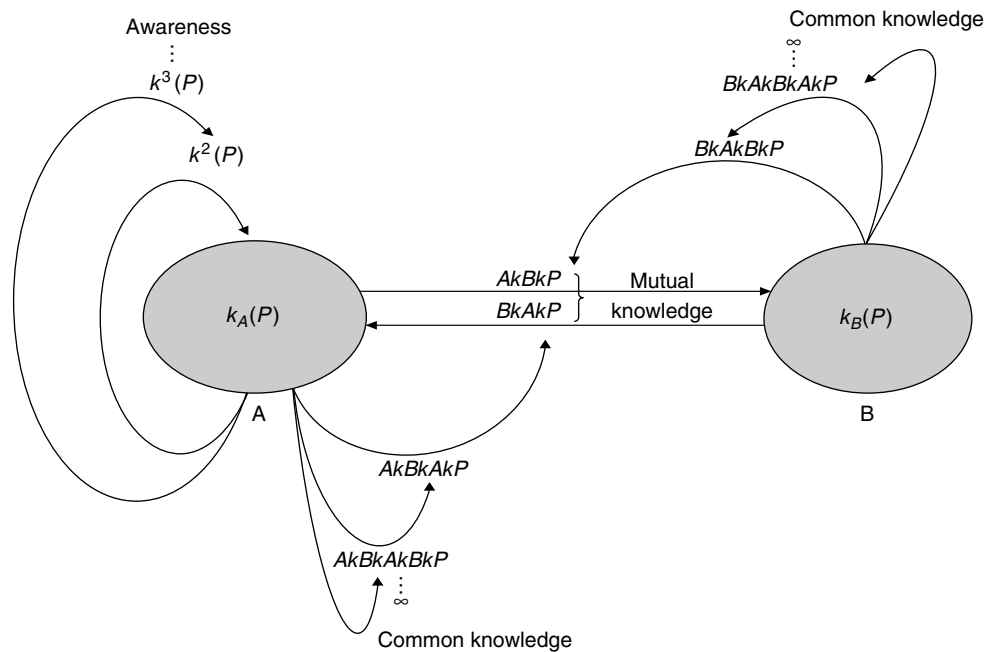 Awareness
⋮
k³(P)
k²(P)
k_A(P)
A
Common knowledge
∞
⋮
BkAkBkAkP
BkAkBkP
AkBkP
BkAkP
Mutual
knowledge
k_B(P)
B
AkBkAkP
AkBkAkBkP
⋮
∞
Common knowledge